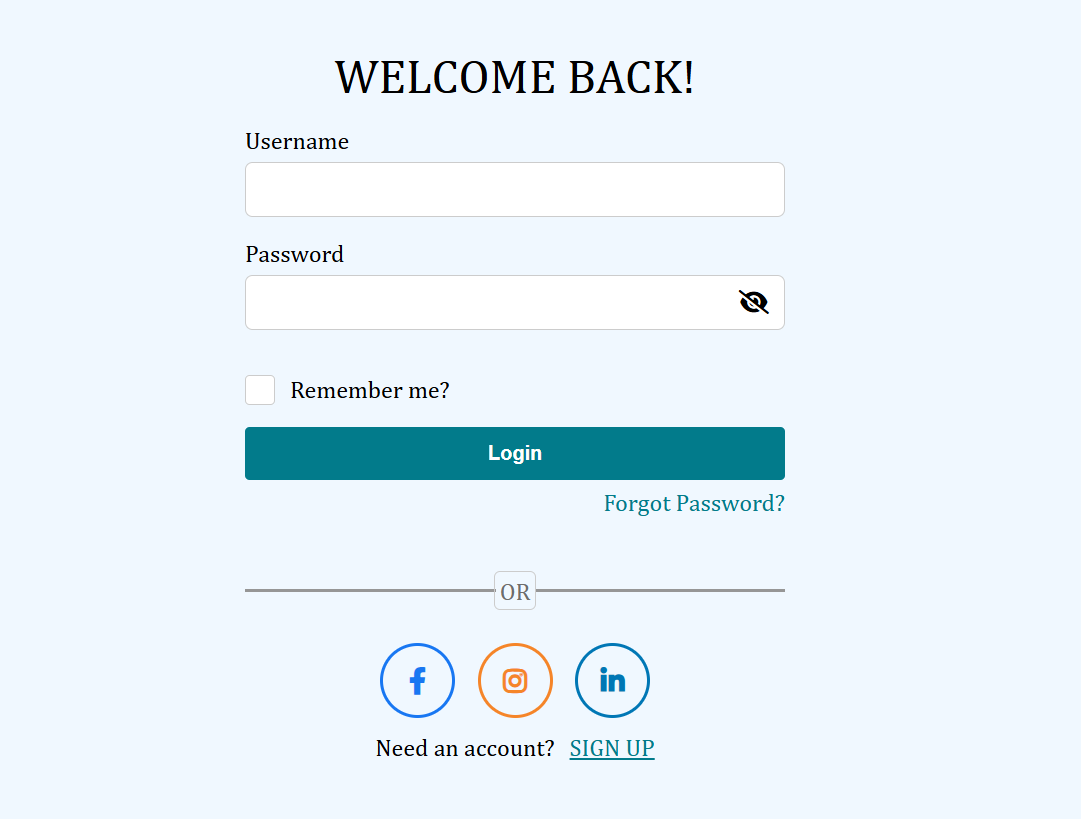 WELCOME BACK!
Username
Password
Remember me?
Login
Forgot Password?
OR
f
in
Need an account? SIGN UP